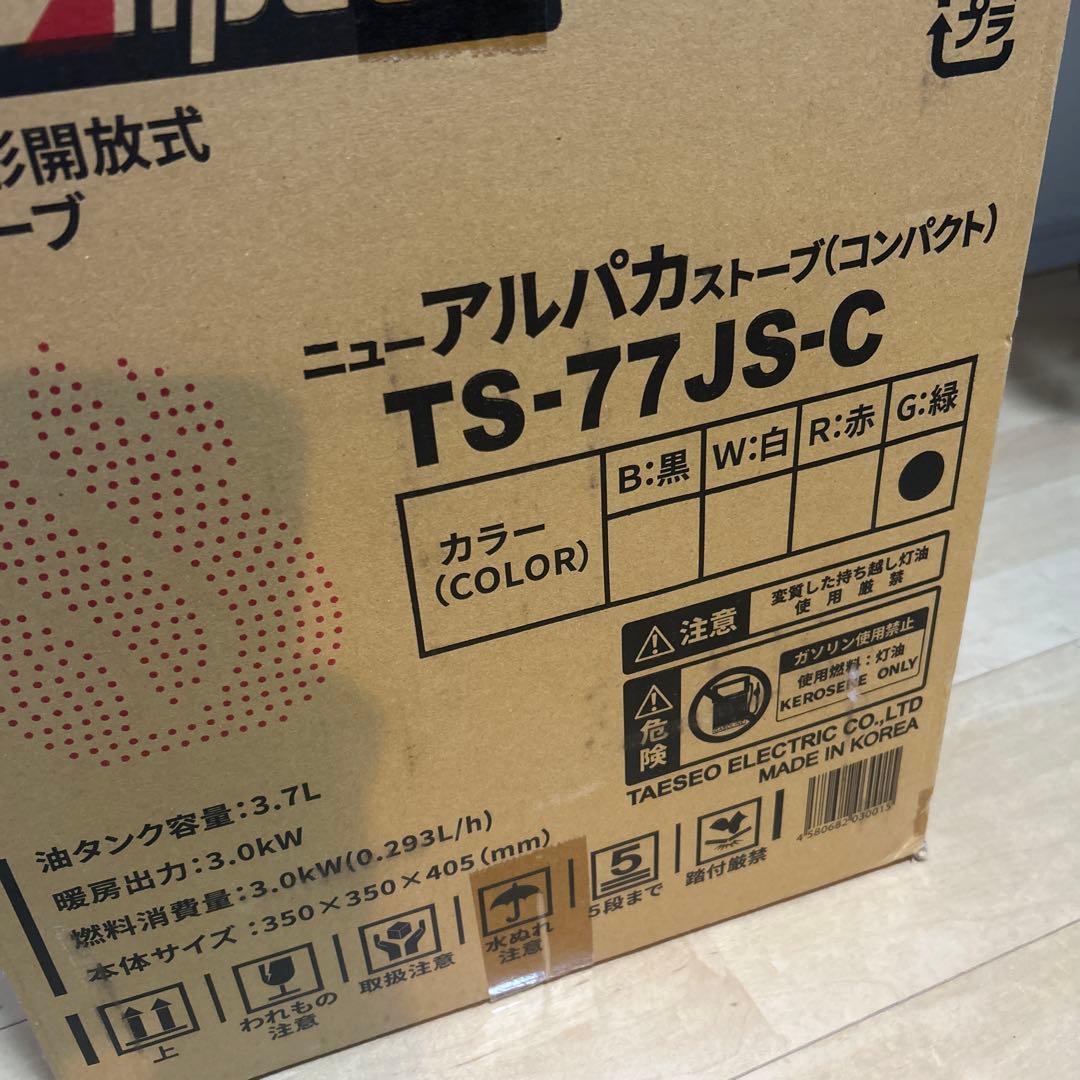 プラ
形開放式
ーブ
ニューアルパカストーブ(コンパクト)
TS-77JS-C
カラー
(COLOR)
B:黒
W:白
R:赤
G:緑
注意
変質した持ち越し灯油
使用厳禁
危険
ガソリン使用禁止
使用燃料:灯油
KEROSENE ONLY
TAESEO ELECTRIC CO.,LTD
MADE IN KOREA
4580682030015
油タンク容量:3.7L
暖房出力:3.0kW
燃料消費量:3.0kW(0.293L/h)
本体サイズ:350×350×405(mm)
上
われもの
注意
取扱注意
水ぬれ
注意
5
5段まで
踏付厳禁